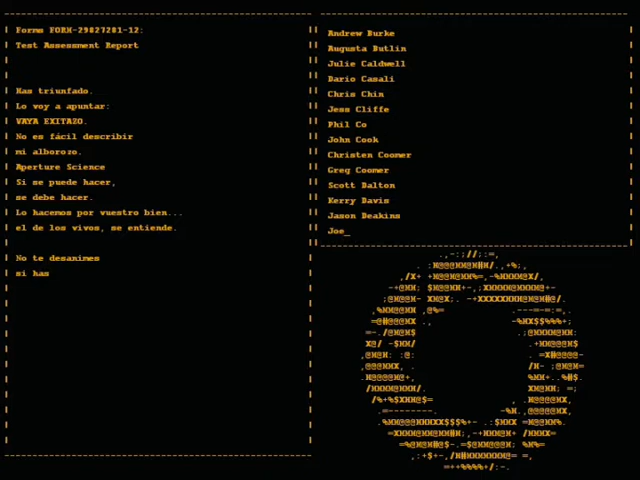 Forms FORM-29827281-12:
Test Assessment Report
Has triunfado.
Lo voy a apuntar:
VAYA EXITAZO.
No es fácil describir
mi alborozo.
Aperture Science
Si se puede hacer,
se debe hacer.
Lo hacemos por vuestro bien...
el de los vivos, se entiende.
No te desanimes
si has
Andrew Burke
Augusta Butlin
Julie Caldwell
Dario Casali
Chris Chin
Jess Cliffe
Phil Co
John Cook
Christen Coomer
Greg Coomer
Scott Dalton
Kerry Davis
Jason Deakins
Joe_